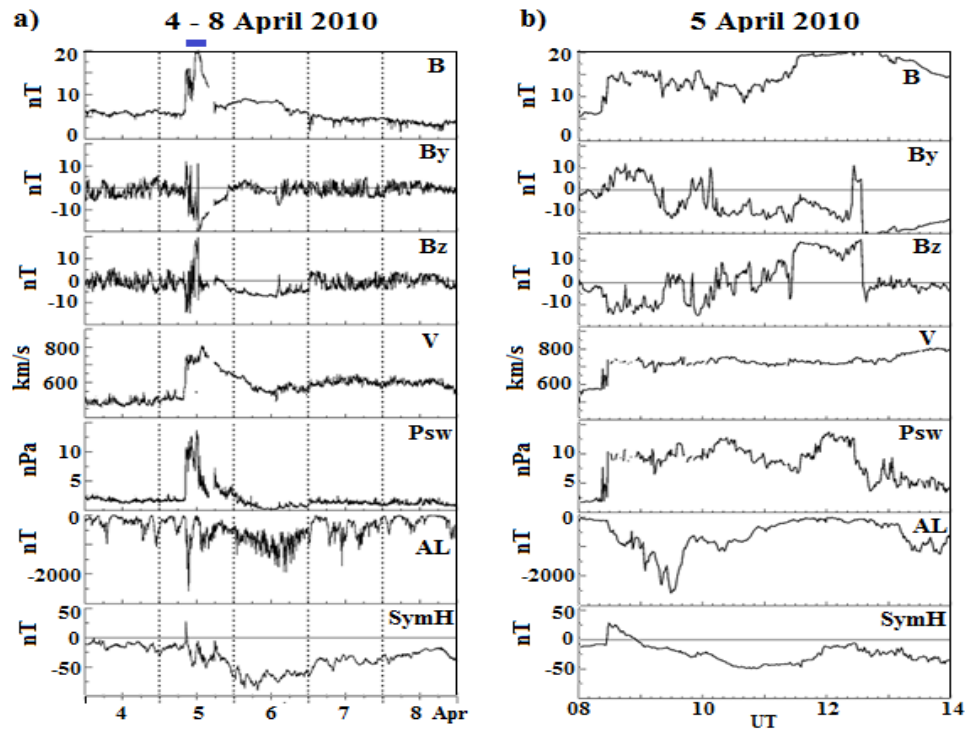 a) 4 - 8 April 2010
20
10
0
nT
B
10
0
-10
nT
By
10
0
-10
nT
Bz
800
600
km/s
V
10
5
nPa
Psw
0
-2000
nT
AL
50
0
-50
nT
SymH
4 5 6 7 8 Apr
b) 5 April 2010
20
10
0
nT
B
10
0
-10
nT
By
10
0
-10
nT
Bz
800
600
km/s
V
10
5
nPa
Psw
0
-2000
nT
AL
50
0
-50
nT
SymH
08 10 12 14
UT